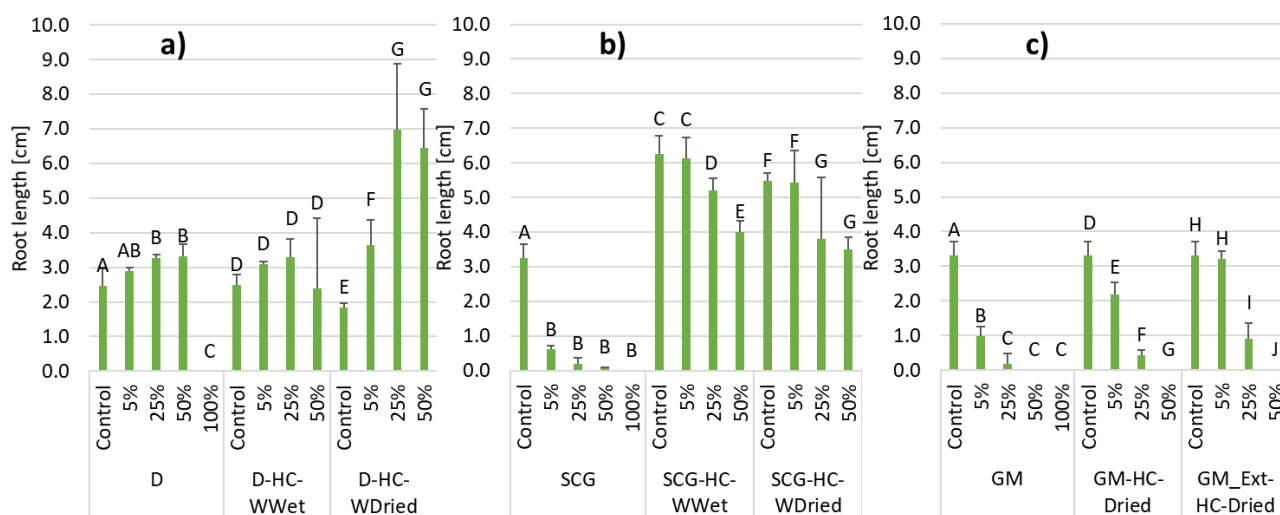 a)
Root length [cm]
10.0
9.0
8.0
7.0
6.0
5.0
4.0
3.0
2.0
1.0
0.0
A AB B B C D D D D E F G G
Control 5% 25% 50% 100% Control 5% 25% 50% Control 5% 25% 50%
D D-HC-WWet D-HC-WDried
b)
Root length [cm]
10.0
9.0
8.0
7.0
6.0
5.0
4.0
3.0
2.0
1.0
0.0
A B B B B C C D E F F G G
Control 5% 25% 50% 100% Control 5% 25% 50% Control 5% 25% 50%
SCG SCG-HC-WWet SCG-HC-WDried
c)
Root length [cm]
10.0
9.0
8.0
7.0
6.0
5.0
4.0
3.0
2.0
1.0
0.0
A B C C C D E F G H H I J
Control 5% 25% 50% 100% Control 5% 25% 50% Control 5% 25% 50%
GM GM-HC-Dried GM_Ext-HC-Dried